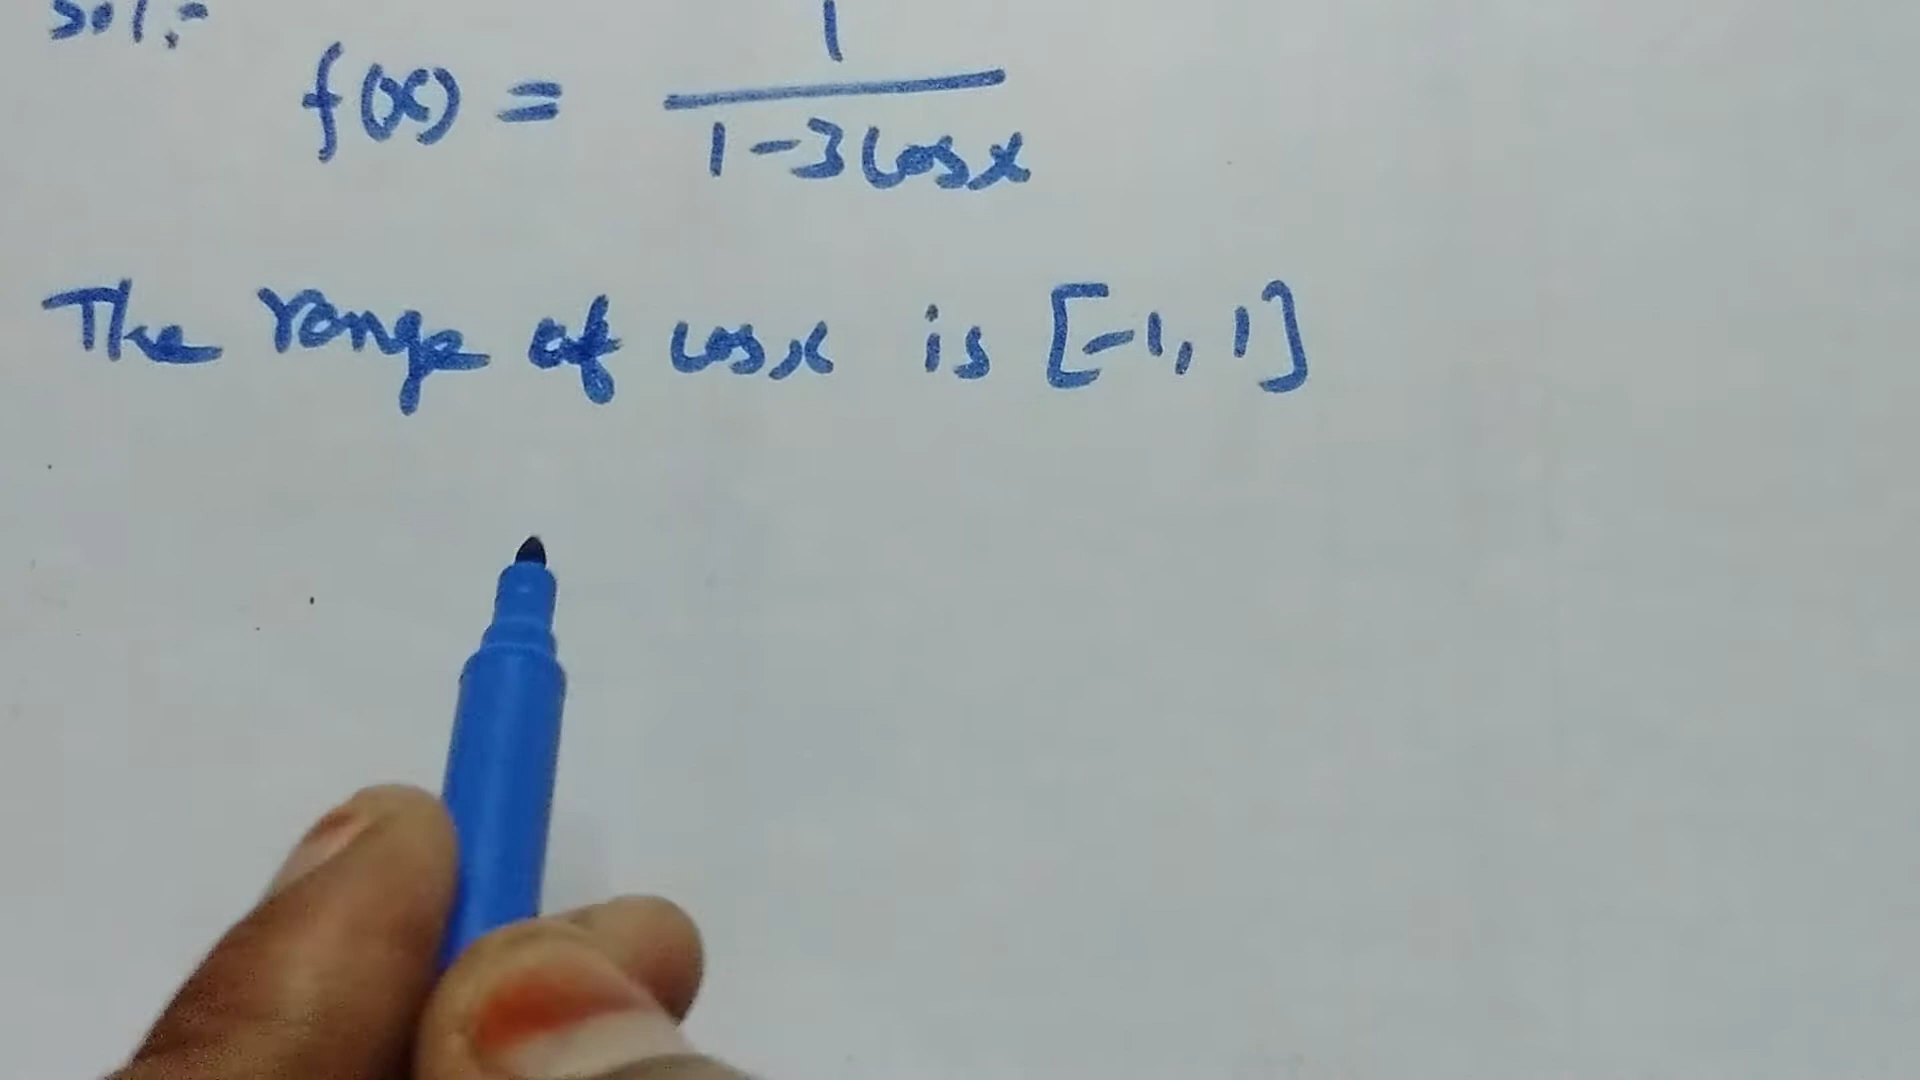 Sol:-
f(x) = 1 / 1-3cosx
The range of cosx is [-1, 1]